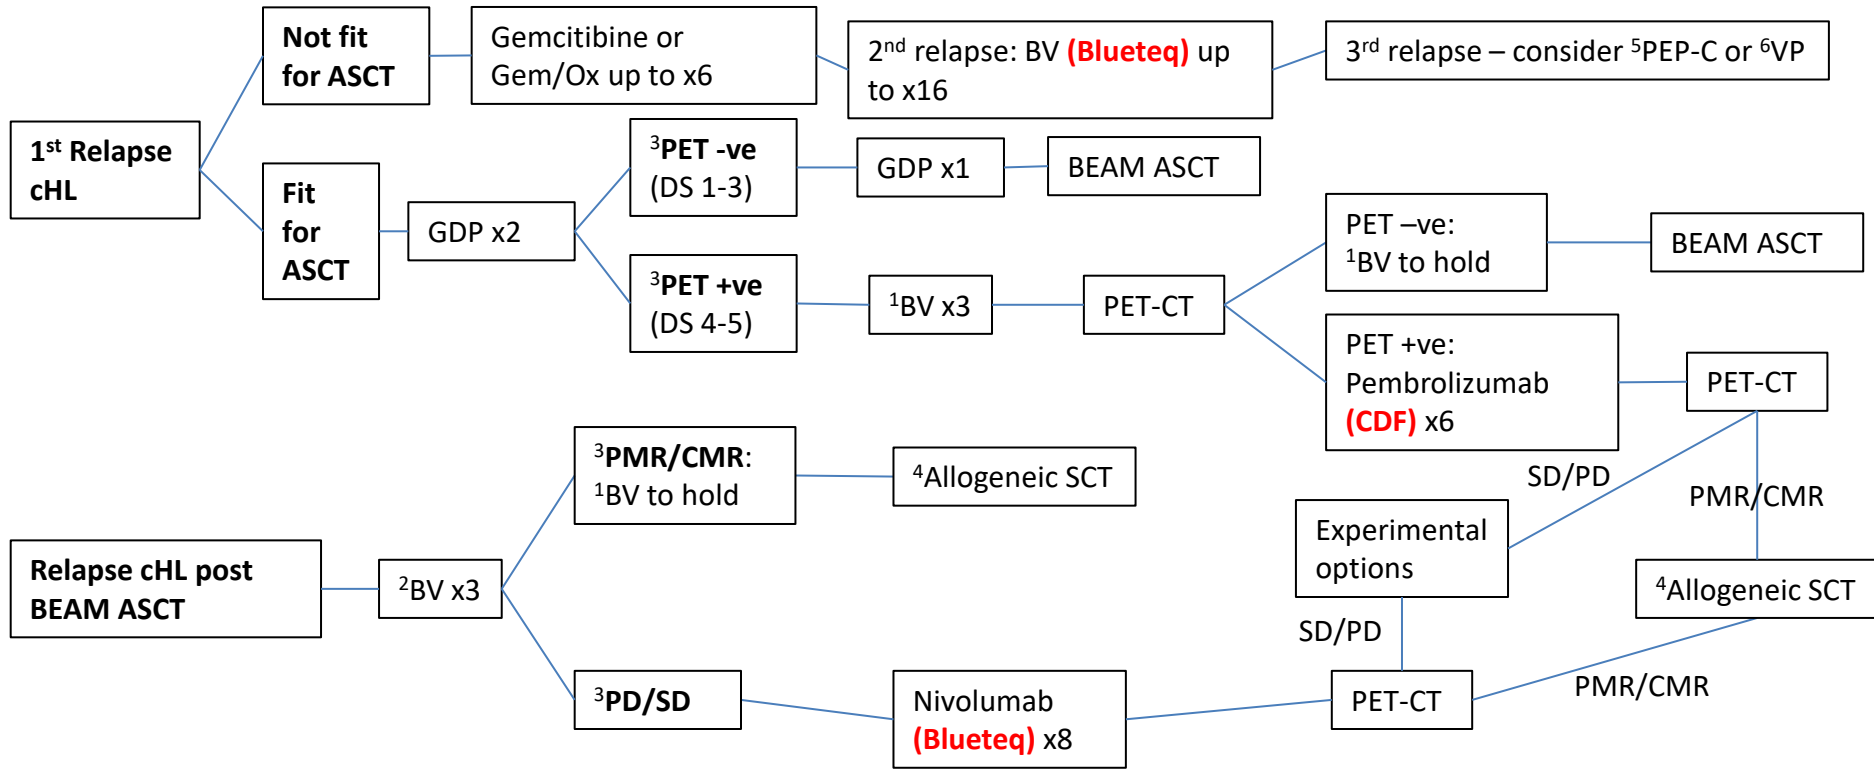 Not fit
for ASCT
Gemcitibine or
Gem/Ox up to x6
2nd relapse: BV (Blueteq) up
to x16
3rd relapse – consider ⁵PEP-C or ⁶VP
1st Relapse
cHL
Fit
for
ASCT
GDP x2
³PET -ve
(DS 1-3)
GDP x1
BEAM ASCT
³PET +ve
(DS 4-5)
¹BV x3
PET-CT
PET –ve:
¹BV to hold
BEAM ASCT
PET +ve:
Pembrolizumab
(CDF) x6
PET-CT
SD/PD
PMR/CMR
Experimental
options
⁴Allogeneic SCT
Relapse cHL post
BEAM ASCT
²BV x3
³PMR/CMR:
¹BV to hold
⁴Allogeneic SCT
³PD/SD
Nivolumab
(Blueteq) x8
PET-CT
SD/PD
PMR/CMR